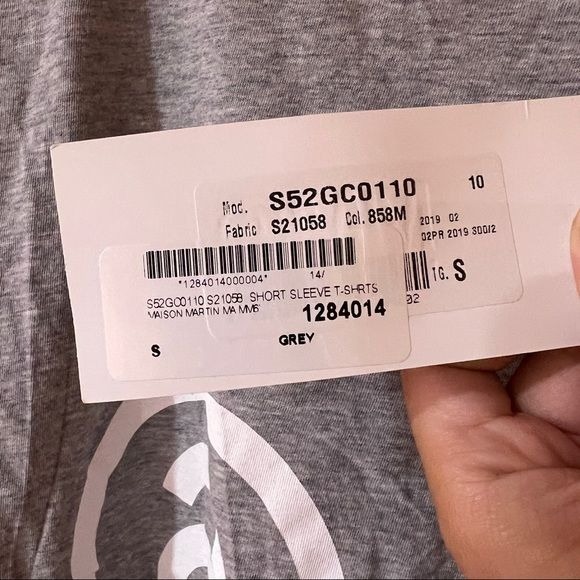 Mod. S52GC0110 10
Fabric S21058 Col. 858M 2019 02
02PR 2019 S00/2
TG. S
*1284014000004* 14/
S52GC0110 S21058 SHORT SLEEVE T-SHRTS
MAISON MARTIN MA MM6' 1284014
S GREY